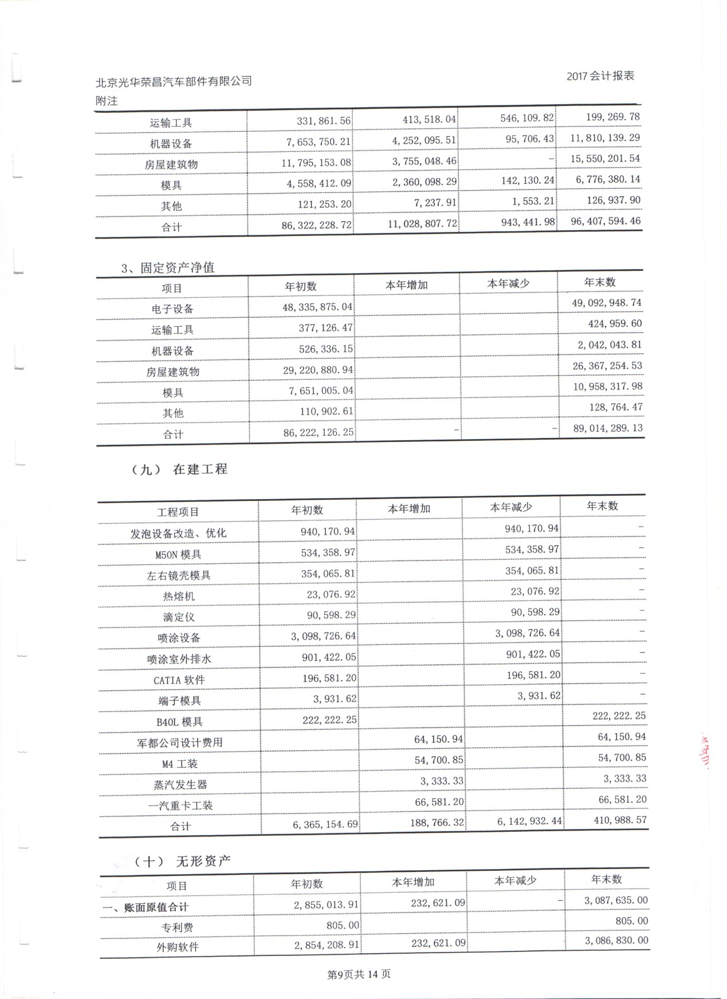 北京光华荣昌汽车部件有限公司 2017会计报表
附注
运输工具 331,861.56 413,518.04 546,109.82 199,269.78
机器设备 7,653,750.21 4,252,095.51 95,706.43 11,810,139.29
房屋建筑物 11,795,153.08 3,755,048.46 - 15,550,201.54
模具 4,558,412.09 2,360,098.29 142,130.24 6,776,380.14
其他 121,253.20 7,237.91 1,553.21 126,937.90
合计 86,322,228.72 11,028,807.72 943,441.98 96,407,594.46
3、固定资产净值
项目 年初数 本年增加 本年减少 年末数
电子设备 48,335,875.04 49,092,948.74
运输工具 377,126.47 424,959.60
机器设备 526,336.15 2,042,043.81
房屋建筑物 29,220,880.94 26,367,254.53
模具 7,651,005.04 10,958,317.98
其他 110,902.61 128,764.47
合计 86,222,126.25 - - 89,014,289.13
（九） 在建工程
工程项目 年初数 本年增加 本年减少 年末数
发泡设备改造、优化 940,170.94 940,170.94 -
M50N模具 534,358.97 534,358.97 -
左右镜壳模具 354,065.81 354,065.81 -
热熔机 23,076.92 23,076.92 -
滴定仪 90,598.29 90,598.29 -
喷涂设备 3,098,726.64 3,098,726.64 -
喷涂室外排水 901,422.05 901,422.05 -
CATIA软件 196,581.20 196,581.20 -
端子模具 3,931.62 3,931.62 -
B40L模具 222,222.25 222,222.25
军都公司设计费用 64,150.94 64,150.94
M4工装 54,700.85 54,700.85
蒸汽发生器 3,333.33 3,333.33
一汽重卡工装 66,581.20 66,581.20
合计 6,365,154.69 188,766.32 6,142,932.44 410,988.57
（十） 无形资产
项目 年初数 本年增加 本年减少 年末数
一、账面原值合计 2,855,013.91 232,621.09 - 3,087,635.00
专利费 805.00 805.00
外购软件 2,854,208.91 232,621.09 3,086,830.00
第9页共 14 页